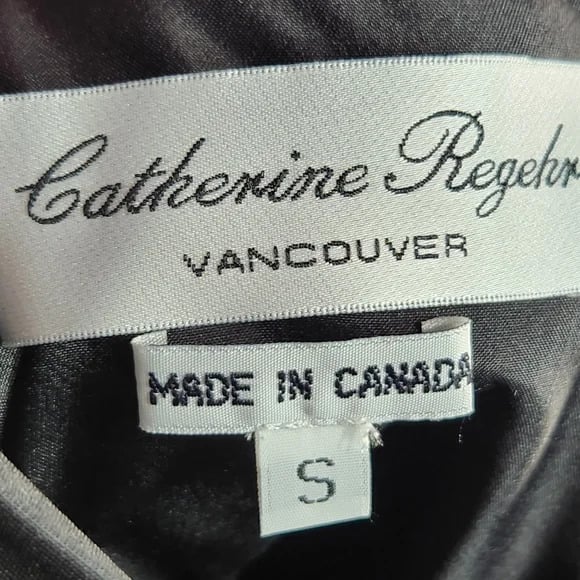 Catherine Regehr
VANCOUVER
MADE IN CANADA
S